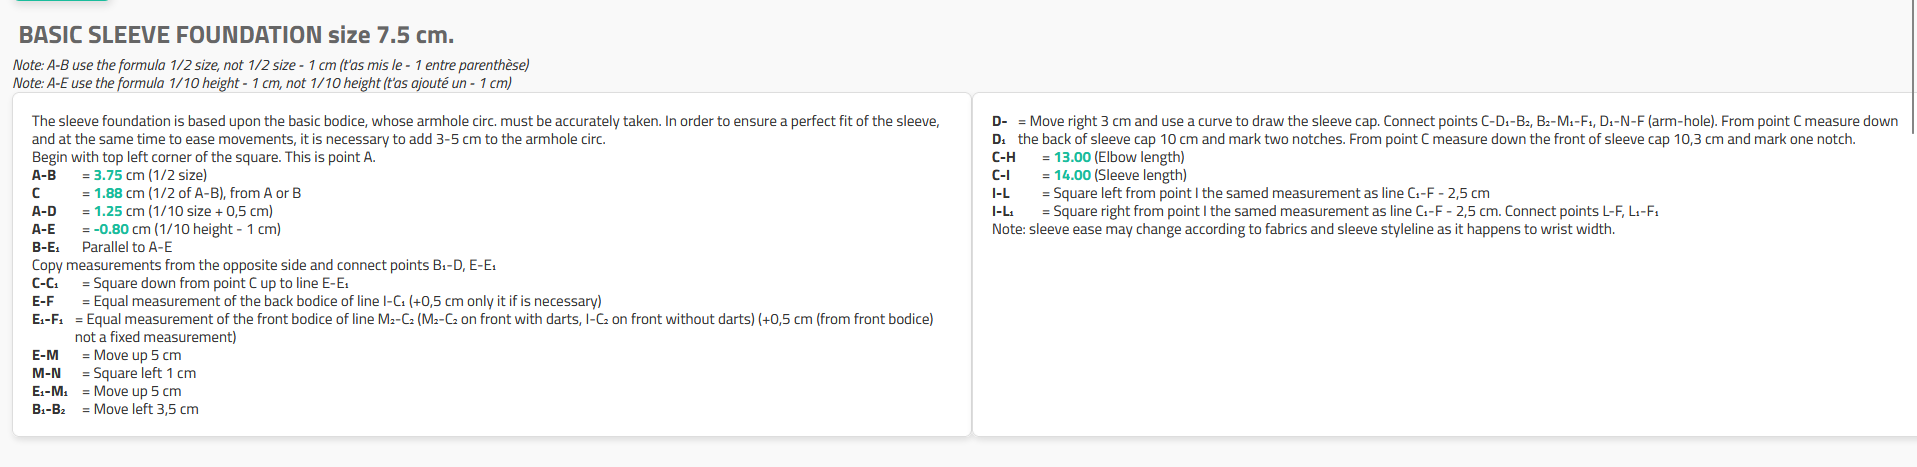 BASIC SLEEVE FOUNDATION size 7.5 cm.
Note: A-B use the formula 1/2 size, not 1/2 size - 1 cm (t'as mis le - 1 entre parenthèse)
Note: A-E use the formula 1/10 height - 1 cm, not 1/10 height (t'as ajouté un - 1 cm)
The sleeve foundation is based upon the basic bodice, whose armhole circ. must be accurately taken. In order to ensure a perfect fit of the sleeve,
and at the same time to ease movements, it is necessary to add 3-5 cm to the armhole circ.
Begin with top left corner of the square. This is point A.
A-B = 3.75 cm (1/2 size)
C = 1.88 cm (1/2 of A-B), from A or B
A-D = 1.25 cm (1/10 size + 0,5 cm)
A-E = -0.80 cm (1/10 height - 1 cm)
B-E₁ Parallel to A-E
Copy measurements from the opposite side and connect points B₁-D, E-E₁
C-C₁ = Square down from point C up to line E-E₁
E-F = Equal measurement of the back bodice of line I-C₁ (+0,5 cm only it if is necessary)
E₁-F₁ = Equal measurement of the front bodice of line M₂-C₂ (M₂-C₂ on front with darts, I-C₂ on front without darts) (+0,5 cm (from front bodice)
not a fixed measurement)
E-M = Move up 5 cm
M-N = Square left 1 cm
E₁-M₁ = Move up 5 cm
B₁-B₂ = Move left 3,5 cm
D- = Move right 3 cm and use a curve to draw the sleeve cap. Connect points C-D₁-B₂, B₂-M₁-F₁, D₁-N-F (arm-hole). From point C measure down
D₁ the back of sleeve cap 10 cm and mark two notches. From point C measure down the front of sleeve cap 10,3 cm and mark one notch.
C-H = 13.00 (Elbow length)
C-I = 14.00 (Sleeve length)
I-L = Square left from point I the samed measurement as line C₁-F - 2,5 cm
I-L₁ = Square right from point I the samed measurement as line C₁-F - 2,5 cm. Connect points L-F, L₁-F₁
Note: sleeve ease may change according to fabrics and sleeve styleline as it happens to wrist width.